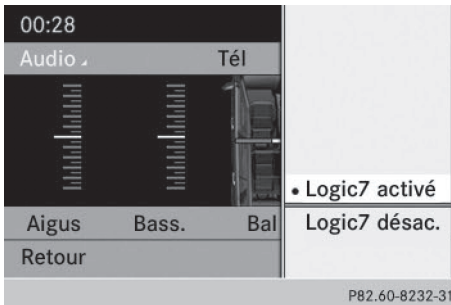 00:28
Audio Tél
• Logic7 activé
Aigus Bass. Bal Logic7 désac.
Retour
P82.60-8232-31